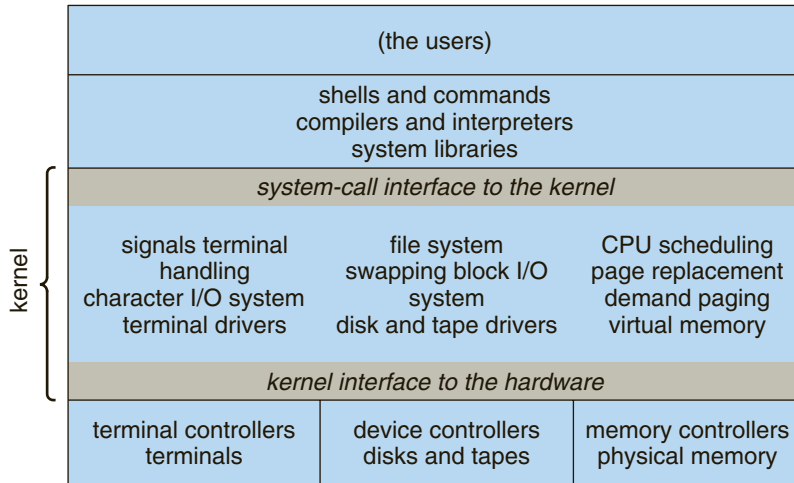 (the users)
shells and commands
compilers and interpreters
system libraries
system-call interface to the kernel
kernel
signals terminal
handling
character I/O system
terminal drivers
file system
swapping block I/O
system
disk and tape drivers
CPU scheduling
page replacement
demand paging
virtual memory
kernel interface to the hardware
terminal controllers
terminals
device controllers
disks and tapes
memory controllers
physical memory